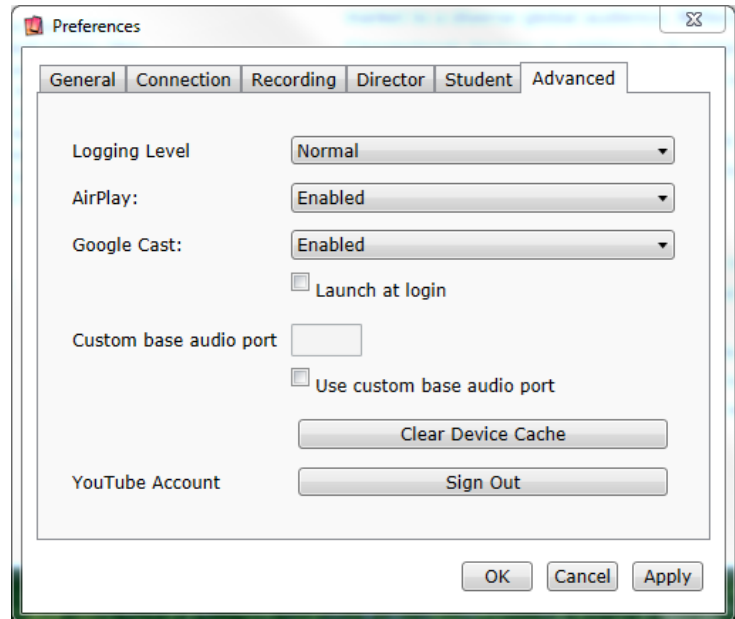 Preferences
General Connection Recording Director Student Advanced
Logging Level Normal
AirPlay: Enabled
Google Cast: Enabled
Launch at login
Custom base audio port
Use custom base audio port
Clear Device Cache
YouTube Account Sign Out
OK Cancel Apply